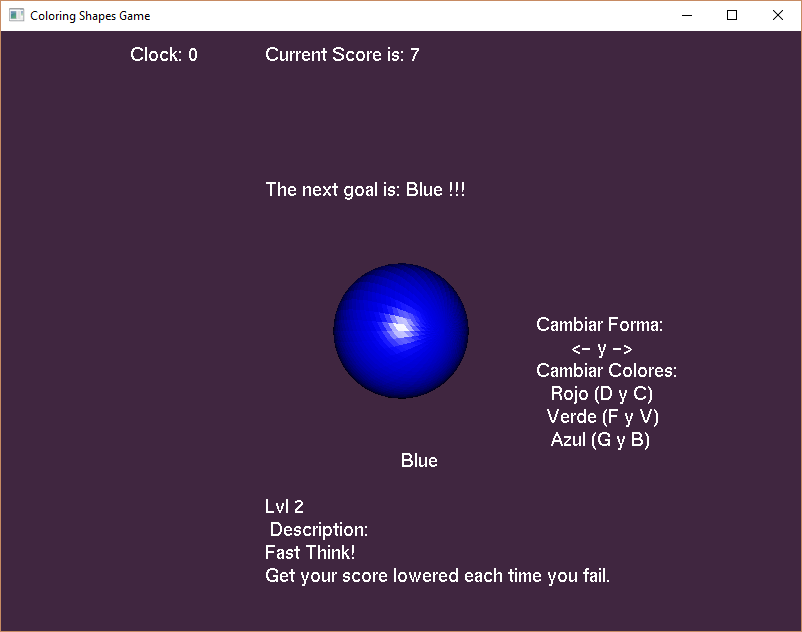 Coloring Shapes Game
Clock: 0
Current Score is: 7
The next goal is: Blue !!!
Cambiar Forma:
<- y ->
Cambiar Colores:
Rojo (D y C)
Verde (F y V)
Azul (G y B)
Blue
Lvl 2
Description:
Fast Think!
Get your score lowered each time you fail.